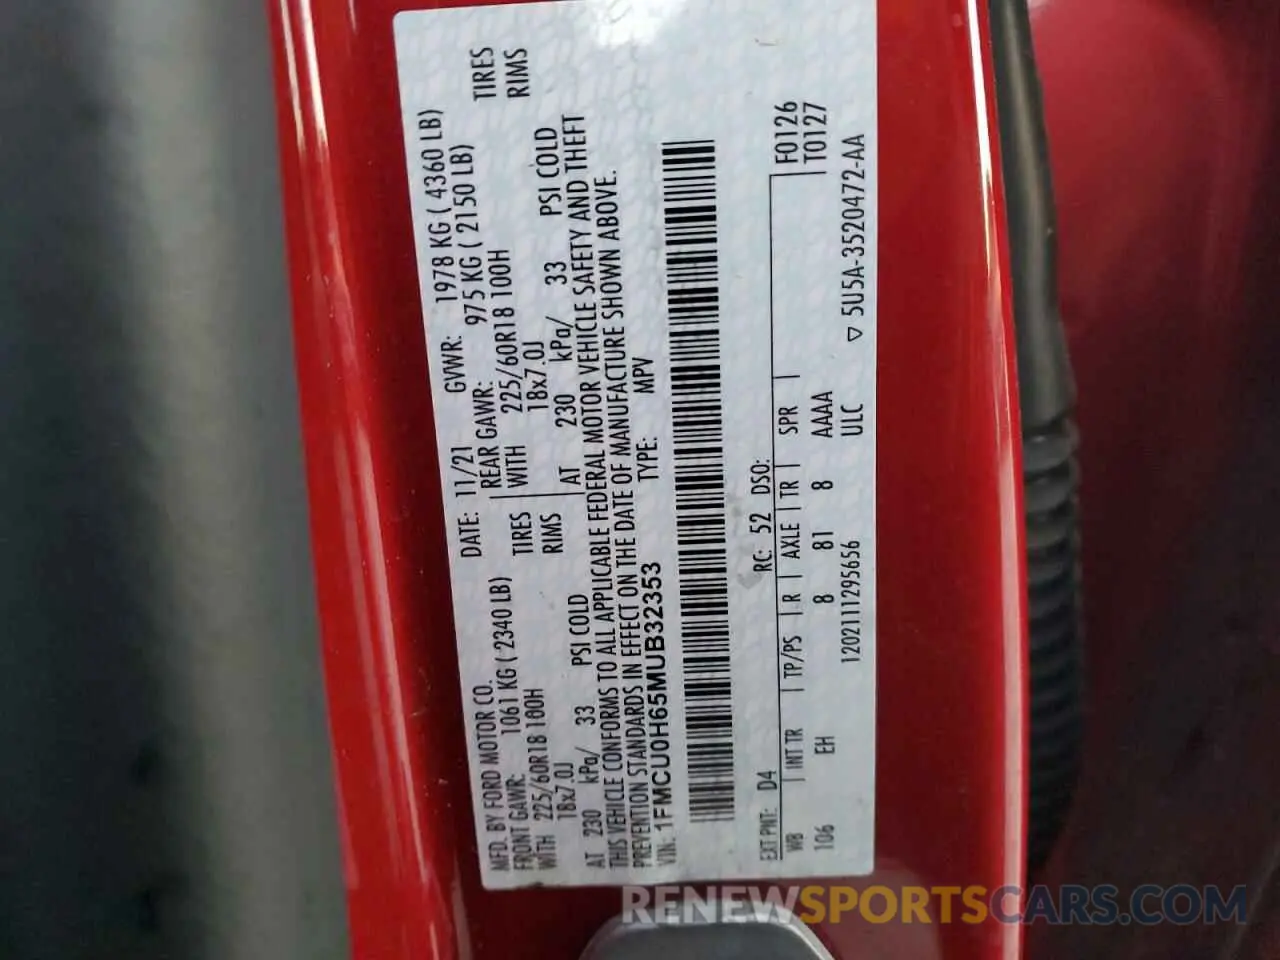 MFD. BY FORD MOTOR CO. DATE: 11/21 GVWR: 1978 KG ( 4360 LB)
FRONT GAWR: 1061 KG ( 2340 LB) REAR GAWR: 975 KG ( 2150 LB)
WITH 225/60R18 100H TIRES WITH 225/60R18 100H TIRES
18x7.0J RIMS 18x7.0J RIMS
AT 230 kPa/ 33 PSI COLD AT 230 kPa/ 33 PSI COLD
THIS VEHICLE CONFORMS TO ALL APPLICABLE FEDERAL MOTOR VEHICLE SAFETY AND THEFT
PREVENTION STANDARDS IN EFFECT ON THE DATE OF MANUFACTURE SHOWN ABOVE.
VIN: 1FMCU0H65MUB32353 TYPE: MPV
EXT PNT: D4 RC: 52 DSO: F0126
WB INT TR TP/PS R AXLE TR SPR T0127
106 EH 8 81 8 AAAA
1202111295656 ULC ▽ 5U5A-3520472-AA
RENEWSPORTSCARS.COM